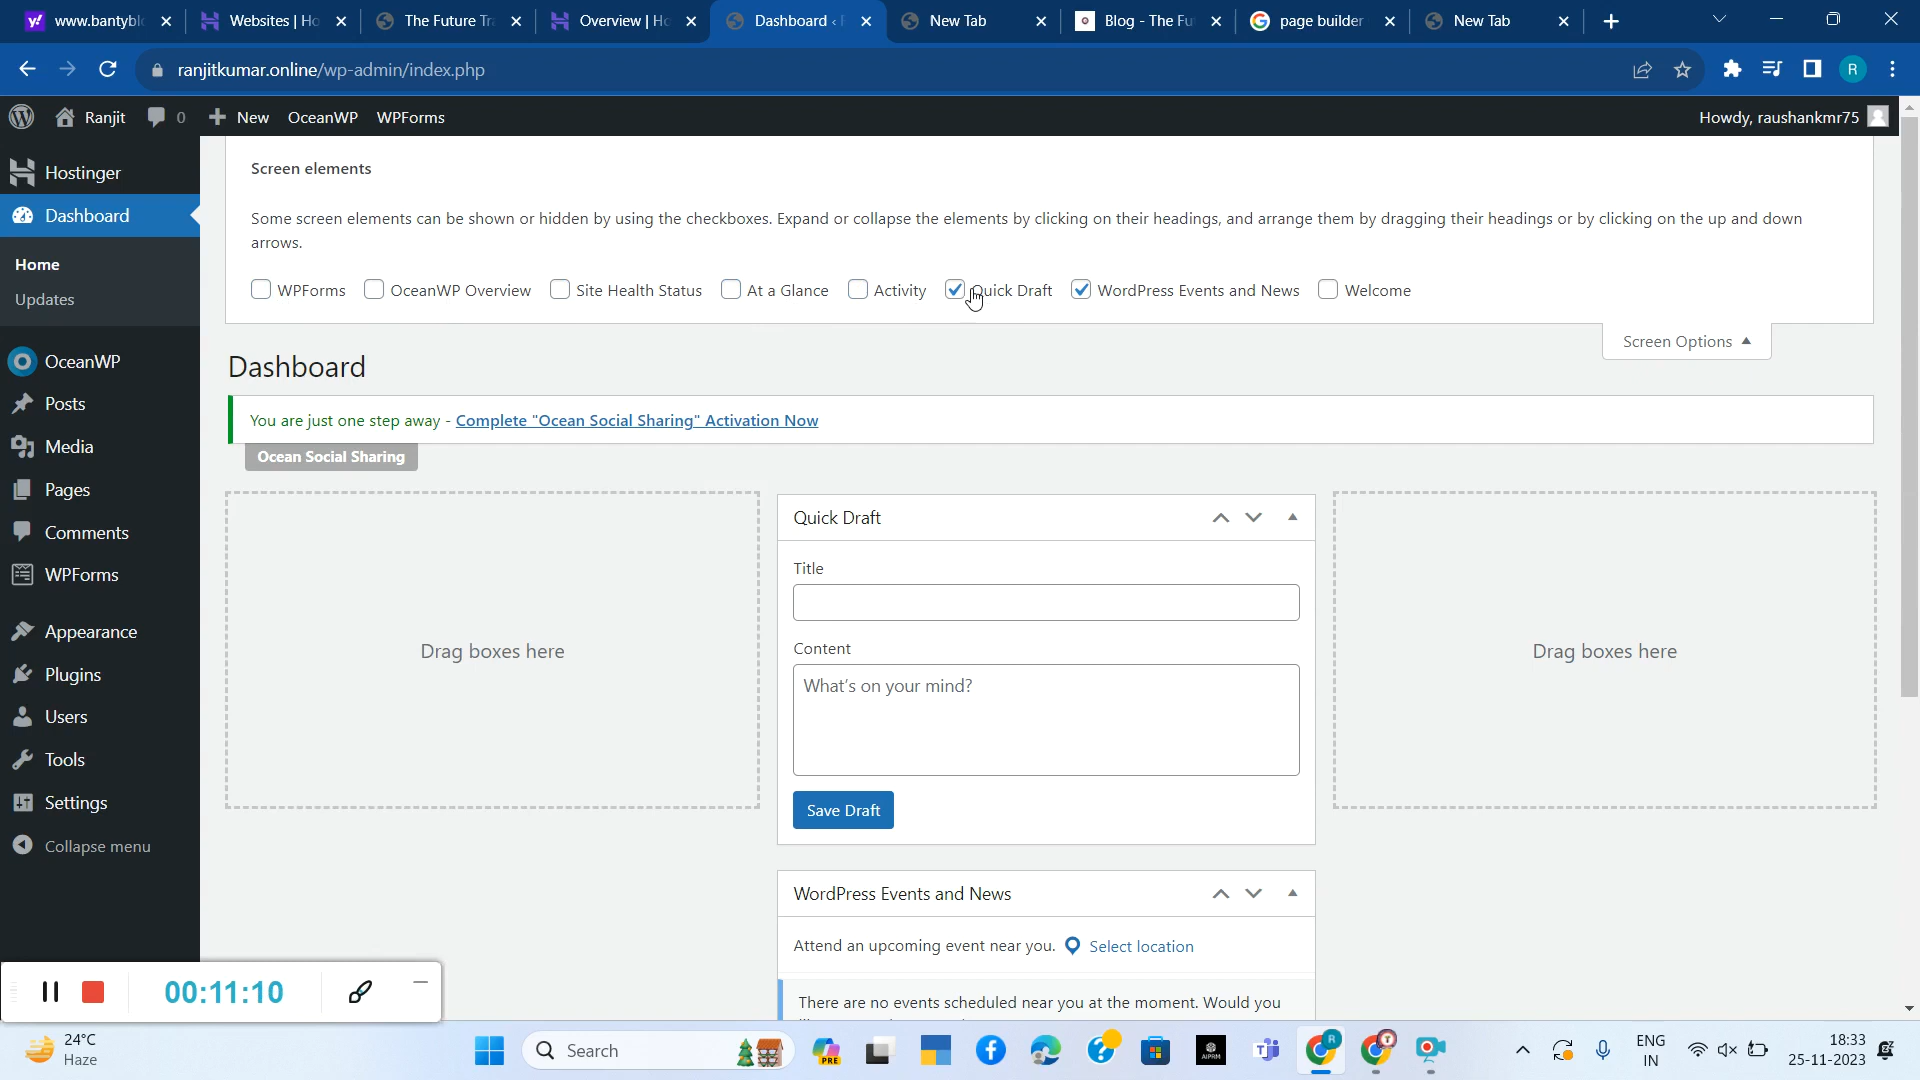 www.bantyblo
Websites | Ho
The Future Tr
Overview | Ho
Dashboard ‹ R
New Tab
Blog - The Fu
page builder
New Tab
ranjitkumar.online/wp-admin/index.php
R
Ranjit
0
New
OceanWP
WPForms
Howdy, raushankmr75
Hostinger
Dashboard
Home
Updates
OceanWP
Posts
Media
Pages
Comments
WPForms
Appearance
Plugins
Users
Tools
Settings
Collapse menu
Screen elements
Some screen elements can be shown or hidden by using the checkboxes. Expand or collapse the elements by clicking on their headings, and arrange them by dragging their headings or by clicking on the up and down
arrows.
WPForms
OceanWP Overview
Site Health Status
At a Glance
Activity
Quick Draft
WordPress Events and News
Welcome
Screen Options
Dashboard
You are just one step away - Complete "Ocean Social Sharing" Activation Now
Ocean Social Sharing
Drag boxes here
Quick Draft
Title
Content
What's on your mind?
Save Draft
Drag boxes here
WordPress Events and News
Attend an upcoming event near you.
Select location
There are no events scheduled near you at the moment. Would you
00:11:10
24°C
Haze
Search
PRE
AIPRM
R
T
ENG
IN
18:33
25-11-2023